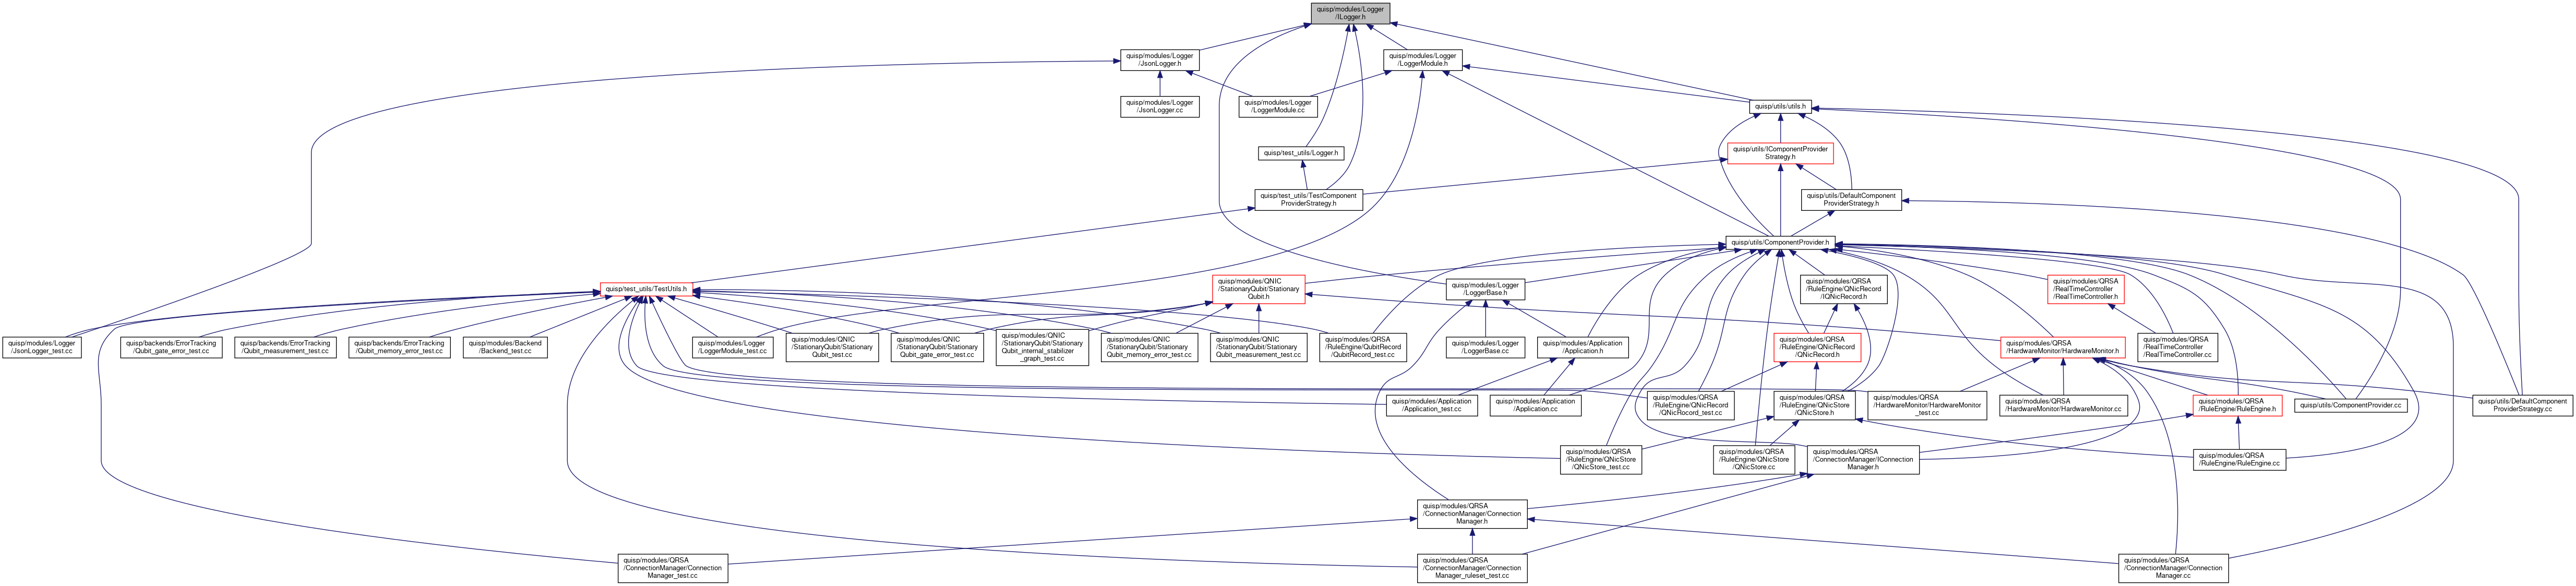 quisp/modules/Logger
/ILogger.h
quisp/modules/Logger
/JsonLogger.h
quisp/modules/Logger
/LoggerModule.h
quisp/modules/Logger
/JsonLogger.cc
quisp/modules/Logger
/LoggerModule.cc
quisp/utils/utils.h
quisp/test_utils/Logger.h
quisp/utils/IComponentProvider
Strategy.h
quisp/test_utils/TestComponent
ProviderStrategy.h
quisp/utils/DefaultComponent
ProviderStrategy.h
quisp/utils/ComponentProvider.h
quisp/test_utils/TestUtils.h
quisp/modules/QNIC
/StationaryQubit/Stationary
Qubit.h
quisp/modules/Logger
/LoggerBase.h
quisp/modules/QRSA
/RuleEngine/QNicRecord
/IQNicRecord.h
quisp/modules/QRSA
/RealTimeController
/RealTimeController.h
quisp/modules/Logger
/JsonLogger_test.cc
quisp/backends/ErrorTracking
/Qubit_gate_error_test.cc
quisp/backends/ErrorTracking
/Qubit_measurement_test.cc
quisp/backends/ErrorTracking
/Qubit_memory_error_test.cc
quisp/modules/Backend
/Backend_test.cc
quisp/modules/Logger
/LoggerModule_test.cc
quisp/modules/QNIC
/StationaryQubit/Stationary
Qubit_test.cc
quisp/modules/QNIC
/StationaryQubit/Stationary
Qubit_gate_error_test.cc
quisp/modules/QNIC
/StationaryQubit/Stationary
Qubit_internal_stabilizer
_graph_test.cc
quisp/modules/QNIC
/StationaryQubit/Stationary
Qubit_memory_error_test.cc
quisp/modules/QNIC
/StationaryQubit/Stationary
Qubit_measurement_test.cc
quisp/modules/QRSA
/RuleEngine/QubitRecord
/QubitRecord_test.cc
quisp/modules/Logger
/LoggerBase.cc
quisp/modules/Application
/Application.h
quisp/modules/QRSA
/RuleEngine/QNicRecord
/QNicRecord.h
quisp/modules/QRSA
/HardwareMonitor/HardwareMonitor.h
quisp/modules/QRSA
/RealTimeController
/RealTimeController.cc
quisp/modules/Application
/Application_test.cc
quisp/modules/Application
/Application.cc
quisp/modules/QRSA
/RuleEngine/QNicRecord
/QNicRocord_test.cc
quisp/modules/QRSA
/RuleEngine/QNicStore
/QNicStore.h
quisp/modules/QRSA
/HardwareMonitor/HardwareMonitor
_test.cc
quisp/modules/QRSA
/HardwareMonitor/HardwareMonitor.cc
quisp/modules/QRSA
/RuleEngine/RuleEngine.h
quisp/utils/ComponentProvider.cc
quisp/utils/DefaultComponent
ProviderStrategy.cc
quisp/modules/QRSA
/RuleEngine/QNicStore
/QNicStore_test.cc
quisp/modules/QRSA
/RuleEngine/QNicStore
/QNicStore.cc
quisp/modules/QRSA
/ConnectionManager/IConnection
Manager.h
quisp/modules/QRSA
/RuleEngine/RuleEngine.cc
quisp/modules/QRSA
/ConnectionManager/Connection
Manager.h
quisp/modules/QRSA
/ConnectionManager/Connection
Manager_test.cc
quisp/modules/QRSA
/ConnectionManager/Connection
Manager_ruleset_test.cc
quisp/modules/QRSA
/ConnectionManager/Connection
Manager.cc